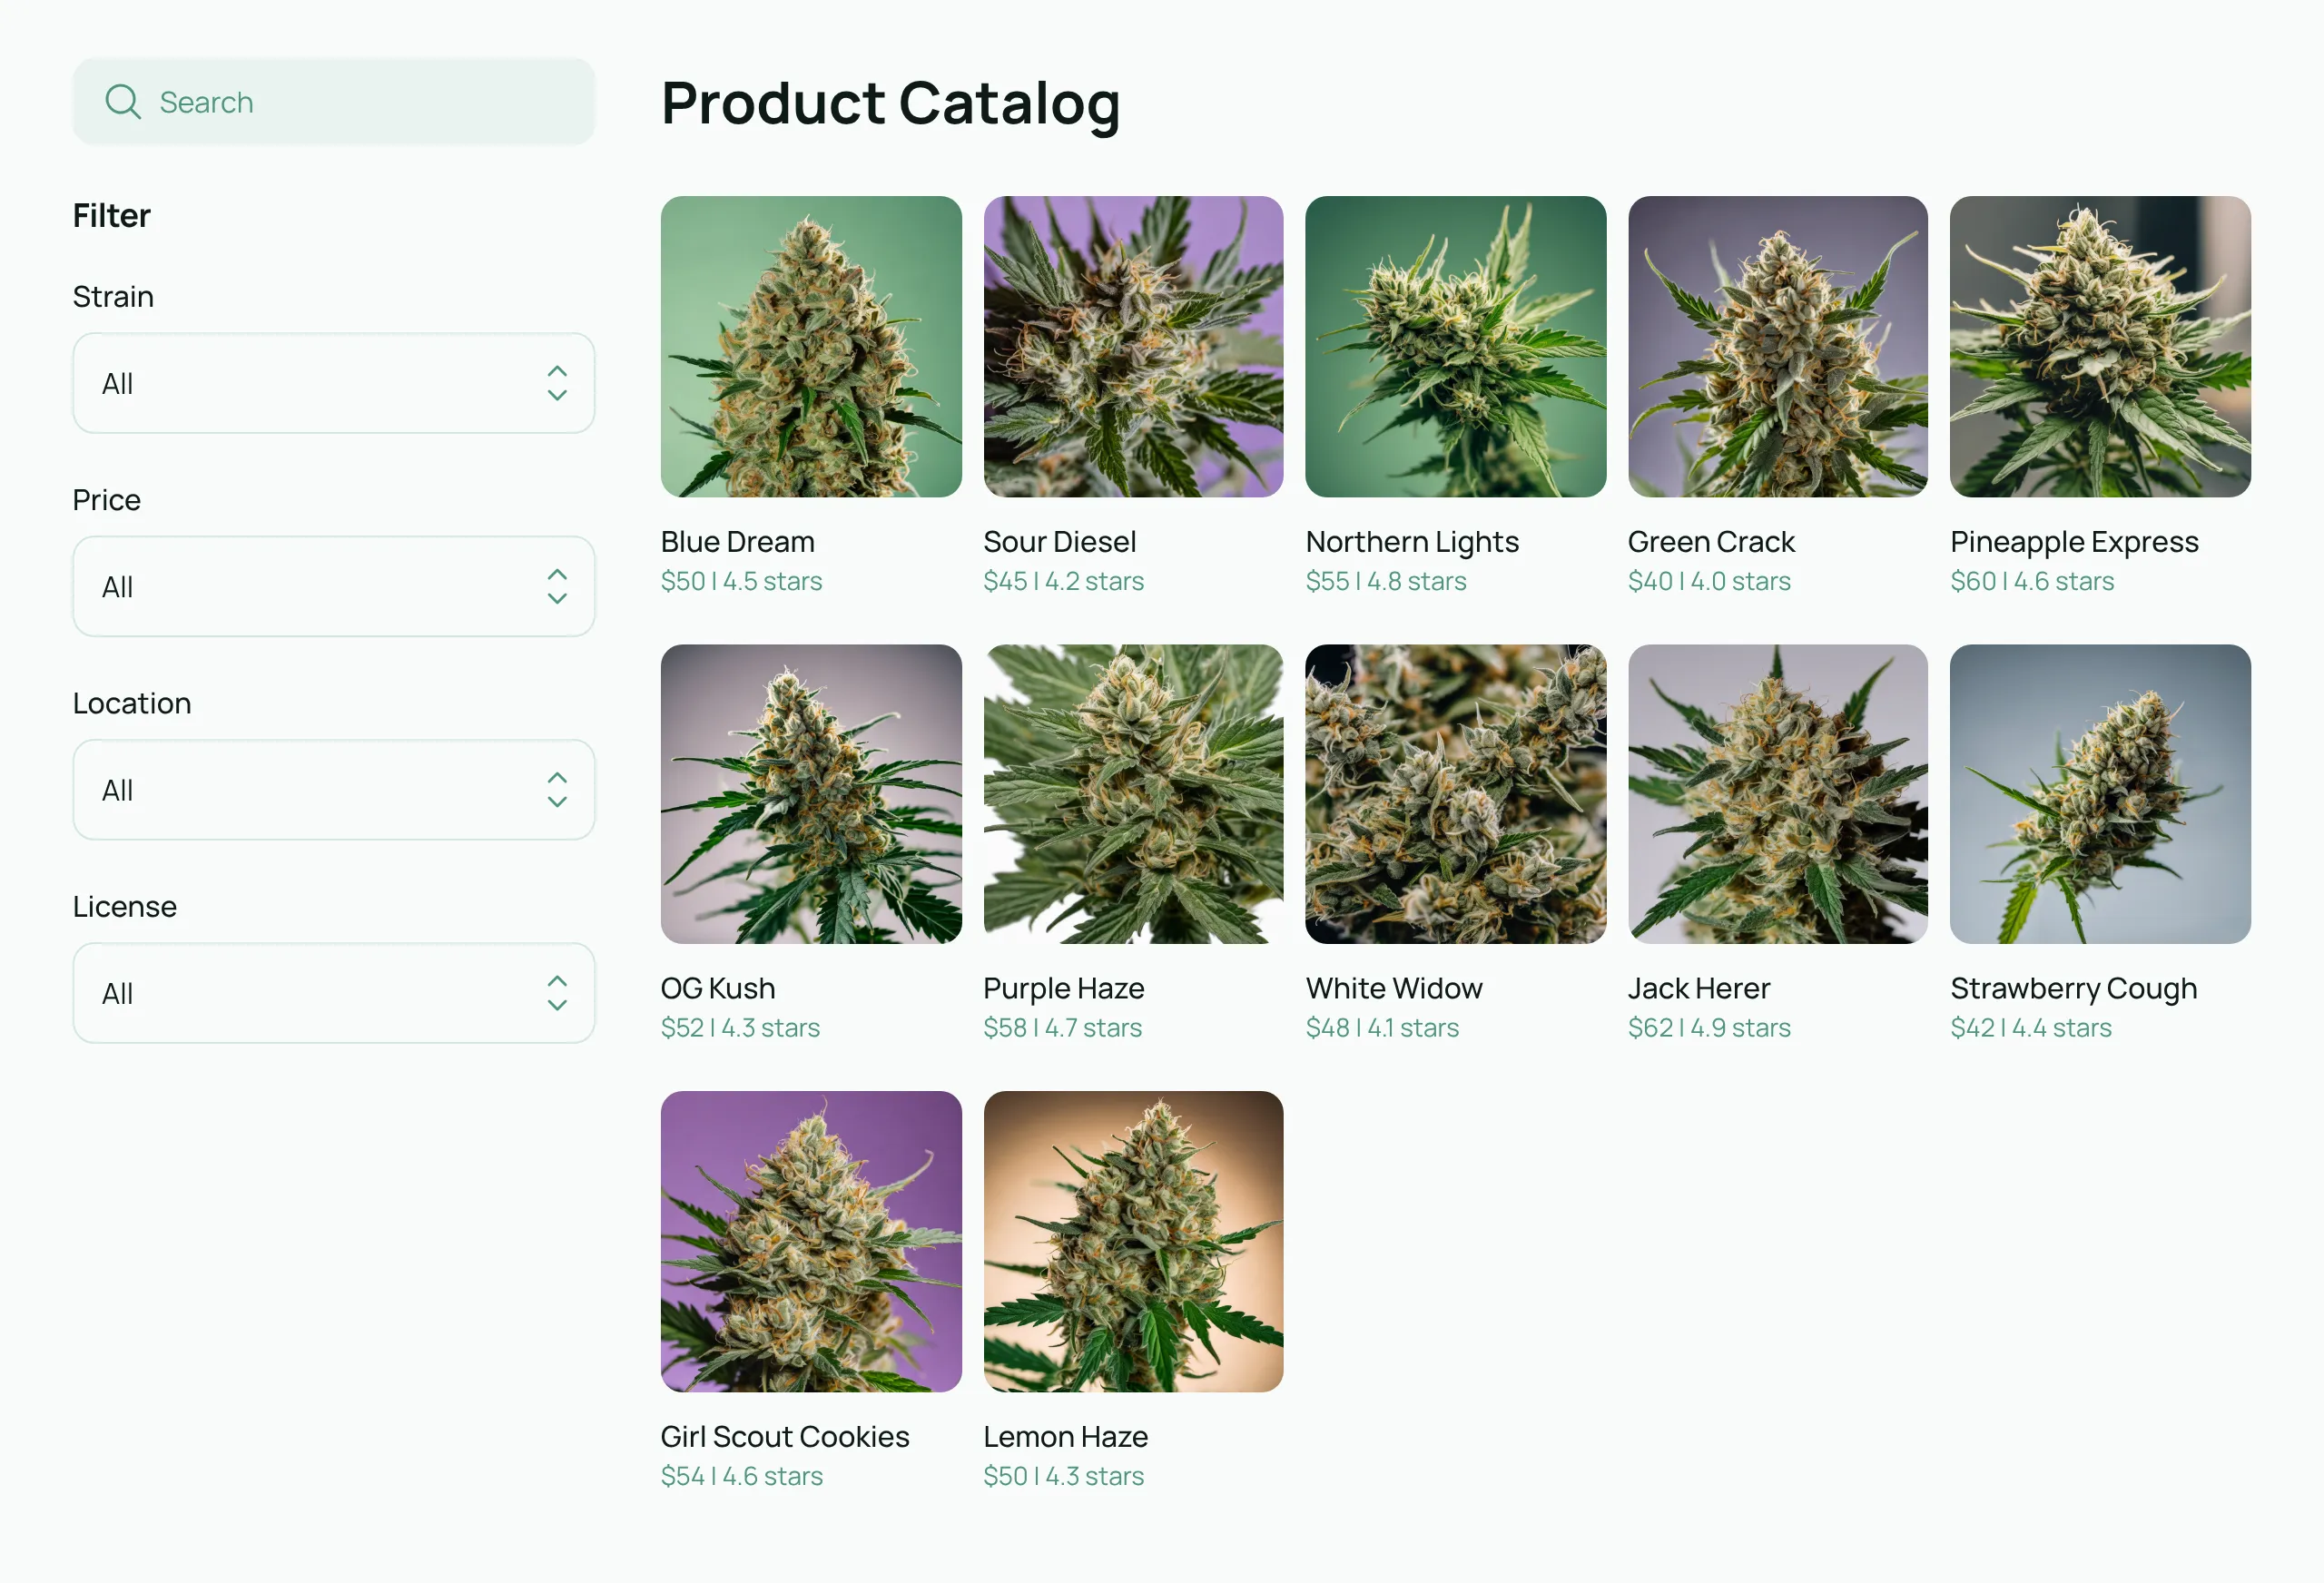 Search
Product Catalog
Filter
Strain
All
Price
All
Location
All
License
All
Blue Dream
$50 | 4.5 stars
Sour Diesel
$45 | 4.2 stars
Northern Lights
$55 | 4.8 stars
Green Crack
$40 | 4.0 stars
Pineapple Express
$60 | 4.6 stars
OG Kush
$52 | 4.3 stars
Purple Haze
$58 | 4.7 stars
White Widow
$48 | 4.1 stars
Jack Herer
$62 | 4.9 stars
Strawberry Cough
$42 | 4.4 stars
Girl Scout Cookies
$54 | 4.6 stars
Lemon Haze
$50 | 4.3 stars